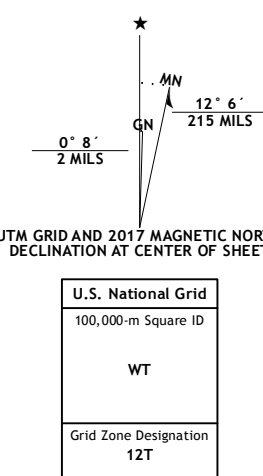 ★
MN
GN
12° 6´
215 MILS
0° 8´
2 MILS
UTM GRID AND 2017 MAGNETIC NOR
DECLINATION AT CENTER OF SHEET
U.S. National Grid
100,000-m Square ID
WT
Grid Zone Designation
12T